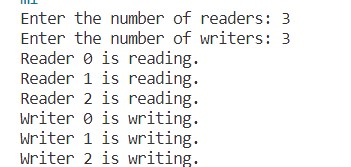 Enter the number of readers: 3
Enter the number of writers: 3
Reader 0 is reading.
Reader 1 is reading.
Reader 2 is reading.
Writer 0 is writing.
Writer 1 is writing.
Writer 2 is writing.